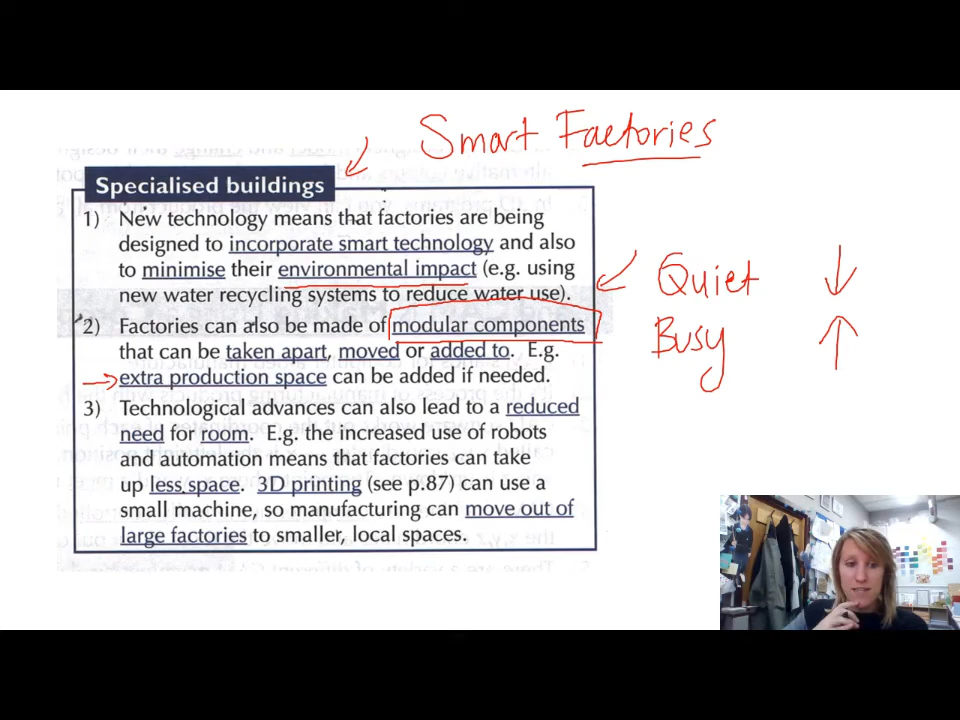 Smart Factories
Specialised buildings
1) New technology means that factories are being
designed to incorporate smart technology and also
to minimise their environmental impact (e.g. using
new water recycling systems to reduce water use).
2) Factories can also be made of modular components
that can be taken apart, moved or added to. E.g.
extra production space can be added if needed.
3) Technological advances can also lead to a reduced
need for room. E.g. the increased use of robots
and automation means that factories can take
up less space. 3D printing (see p.87) can use a
small machine, so manufacturing can move out of
large factories to smaller, local spaces.
Quiet ↓
Busy ↑